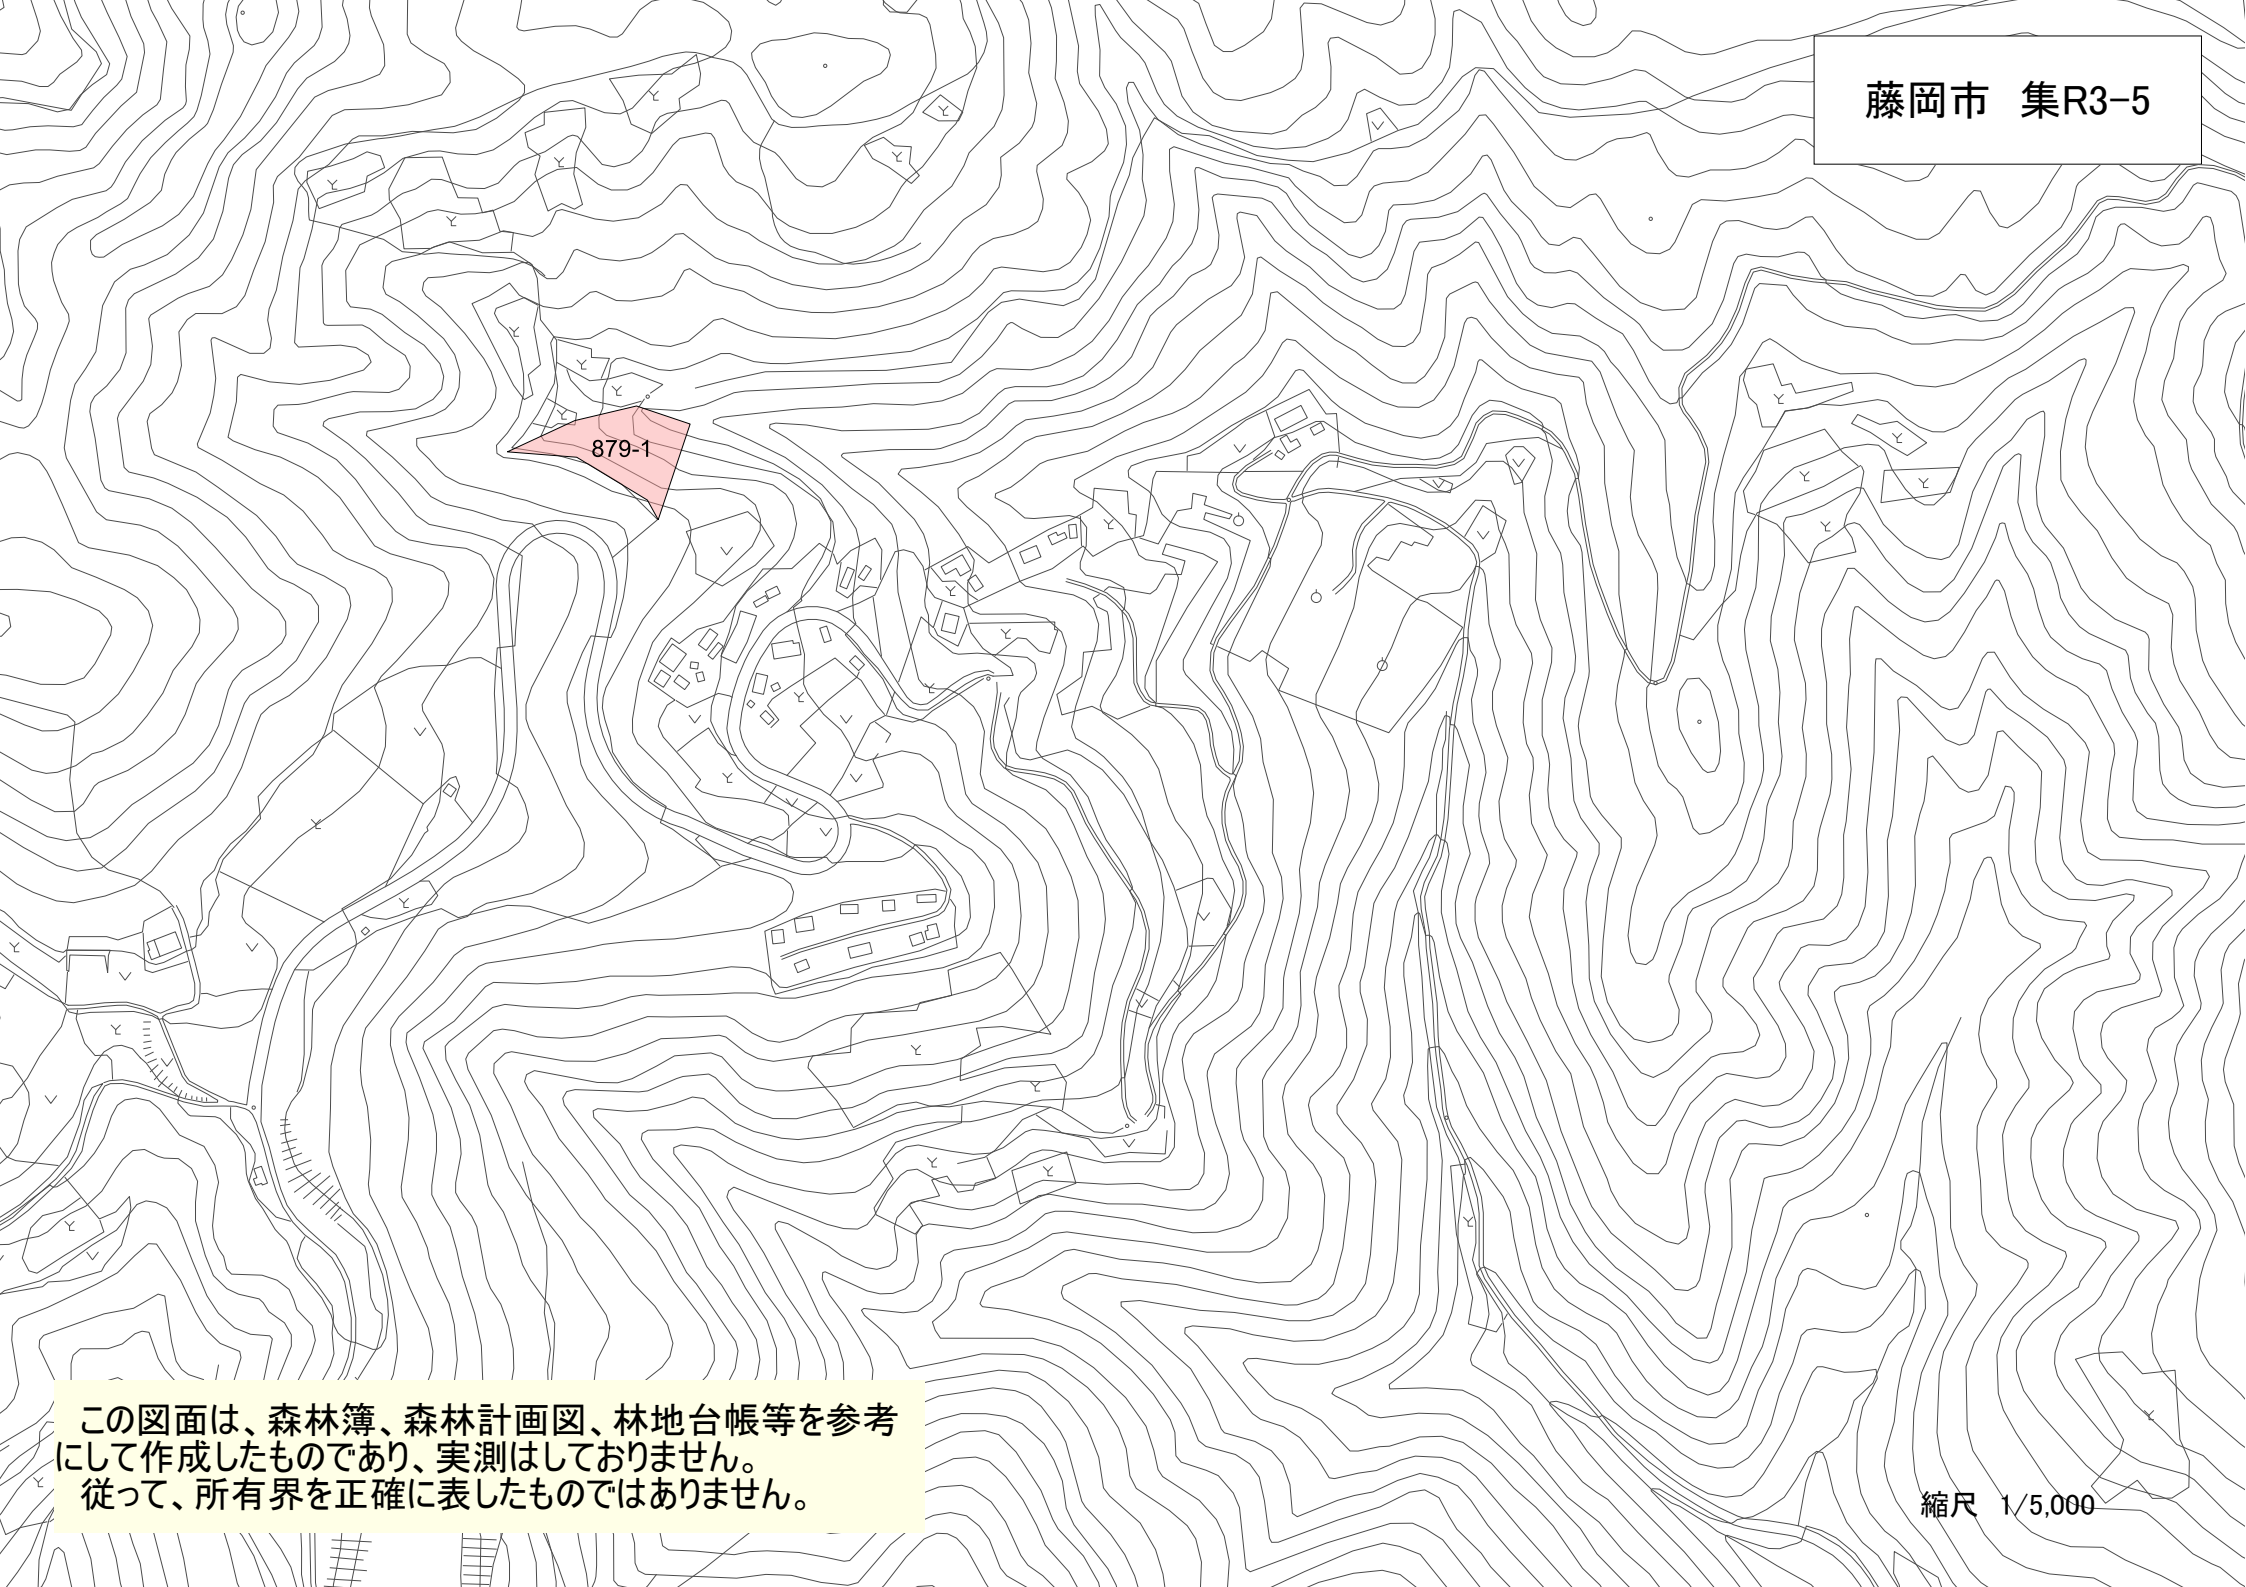 藤岡市　集R3-5
879-1
この図面は、森林簿、森林計画図、林地台帳等を参考
にして作成したものであり、実測はしておりません。
従って、所有界を正確に表したものではありません。
縮尺　1/5,000